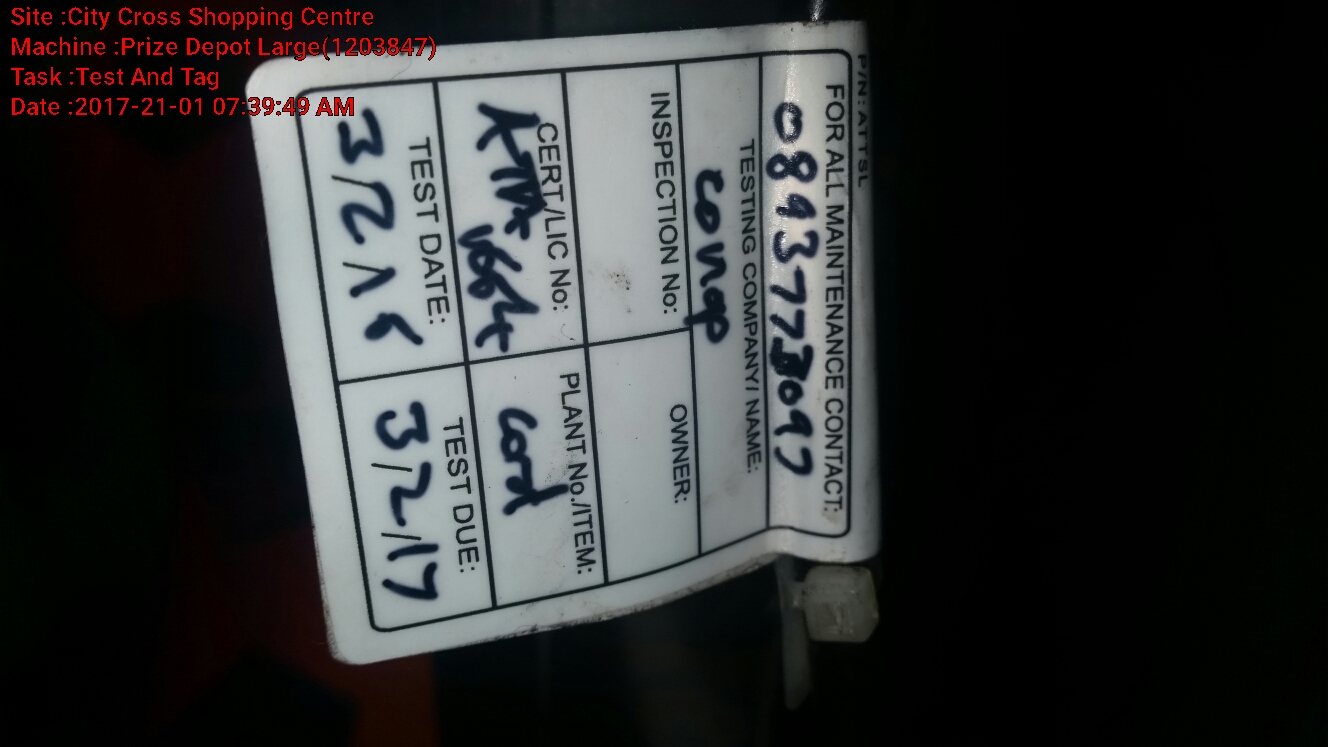 Site :City Cross Shopping Centre
Machine :Prize Depot Large(1203847)
Task :Test And Tag
Date :2017-21-01 07:39:49 AM
P/N: ATTSL
FOR ALL MAINTENANCE CONTACT:
TESTING COMPANY/ NAME:
conop
INSPECTION No:
OWNER:
CERT./LIC No:
PLANT No./ITEM:
cord
TEST DATE:
3/2/16
TEST DUE:
3/2/17